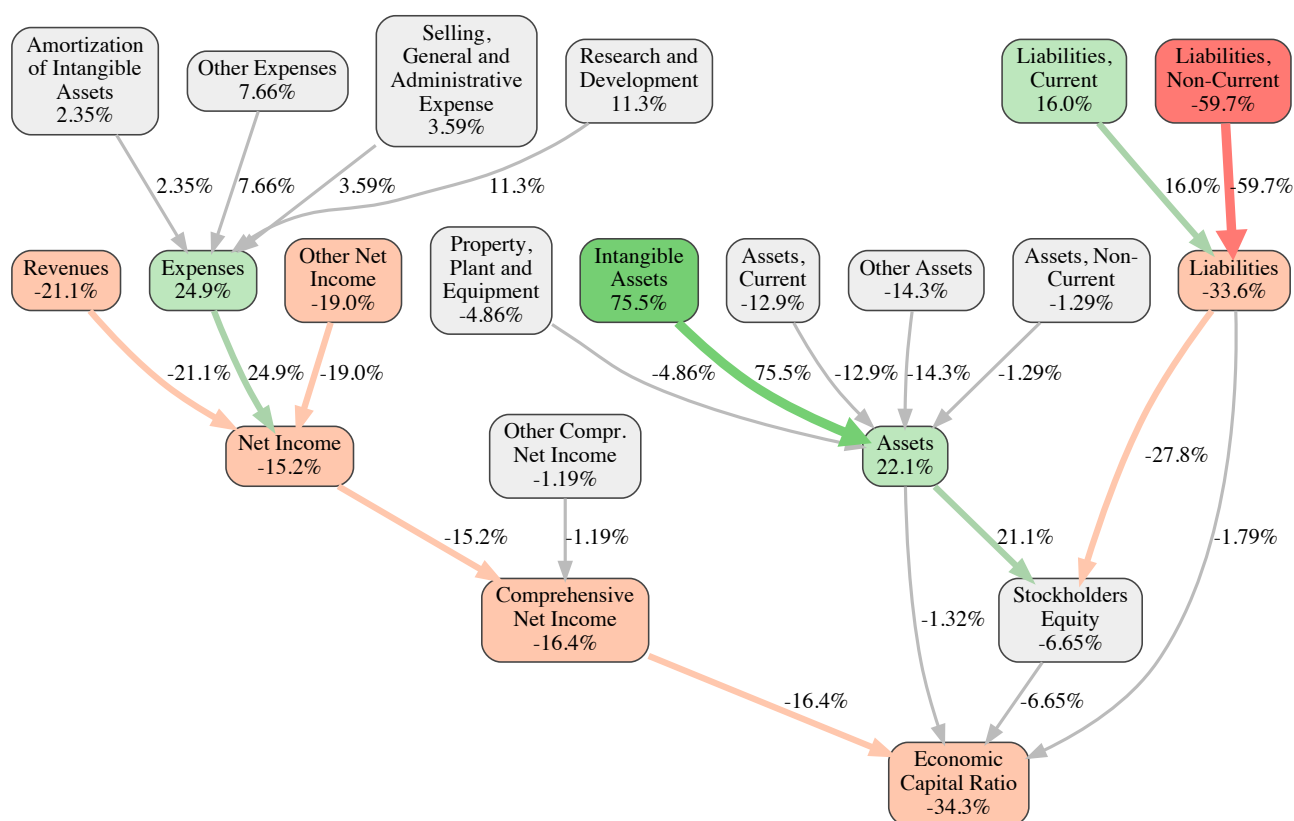 Amortization
of Intangible
Assets
2.35%
Other Expenses
7.66%
Selling,
General and
Administrative
Expense
3.59%
Research and
Development
11.3%
Liabilities,
Current
16.0%
Liabilities,
Non-Current
-59.7%
2.35%
7.66%
3.59%
11.3%
16.0%
-59.7%
Revenues
-21.1%
Expenses
24.9%
Other Net
Income
-19.0%
Property,
Plant and
Equipment
-4.86%
Intangible
Assets
75.5%
Assets,
Current
-12.9%
Other Assets
-14.3%
Assets, Non-
Current
-1.29%
Liabilities
-33.6%
-21.1%
24.9%
-19.0%
-4.86%
75.5%
-12.9%
-14.3%
-1.29%
-27.8%
Net Income
-15.2%
Other Compr.
Net Income
-1.19%
Assets
22.1%
-15.2%
-1.19%
21.1%
-1.79%
Comprehensive
Net Income
-16.4%
-1.32%
Stockholders
Equity
-6.65%
-16.4%
-6.65%
Economic
Capital Ratio
-34.3%